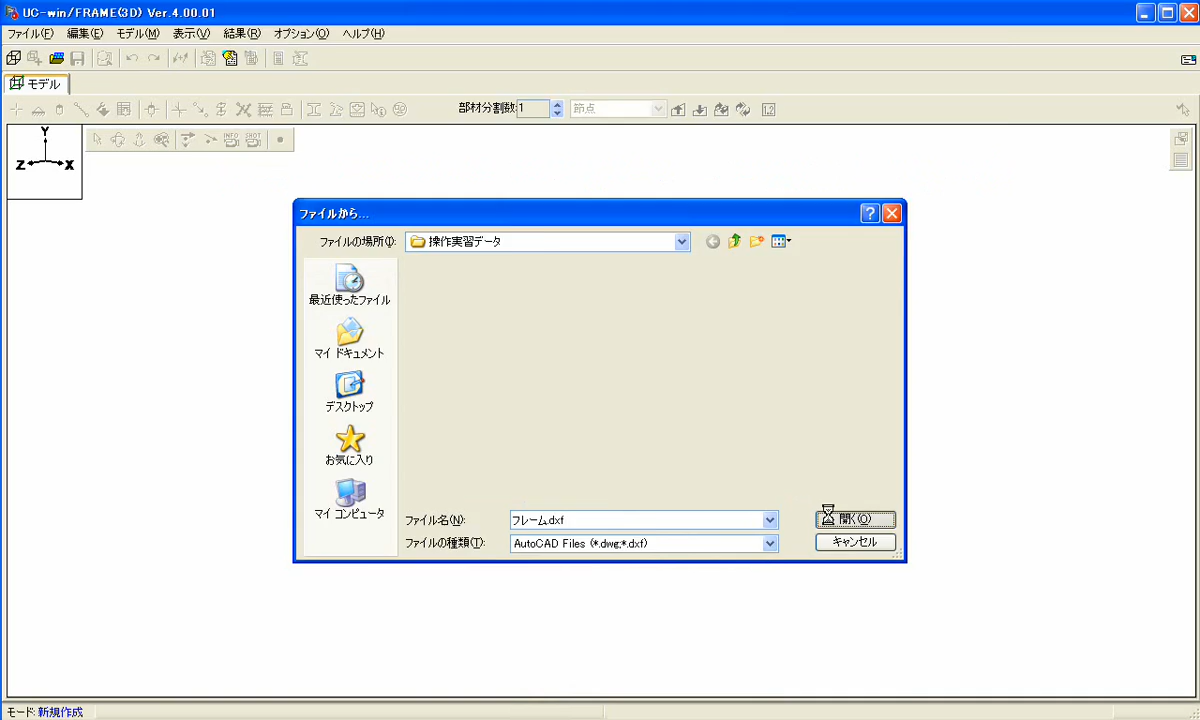 UC-win/FRAME(3D) Ver.4.00.01
ファイル(F) 編集(E) モデル(M) 表示(V) 結果(R) オプション(O) ヘルプ(H)
モデル
部材分割数: 1 節点
Y
Z X
INFO SHOT
ファイルから...
ファイルの場所(I): 操作実習データ
最近使ったファイル
マイ ドキュメント
デスクトップ
お気に入り
マイ コンピュータ
ファイル名(N): フレーム.dxf 開く(O)
ファイルの種類(T): AutoCAD Files (*.dwg;*.dxf) キャンセル
モード: 新規作成